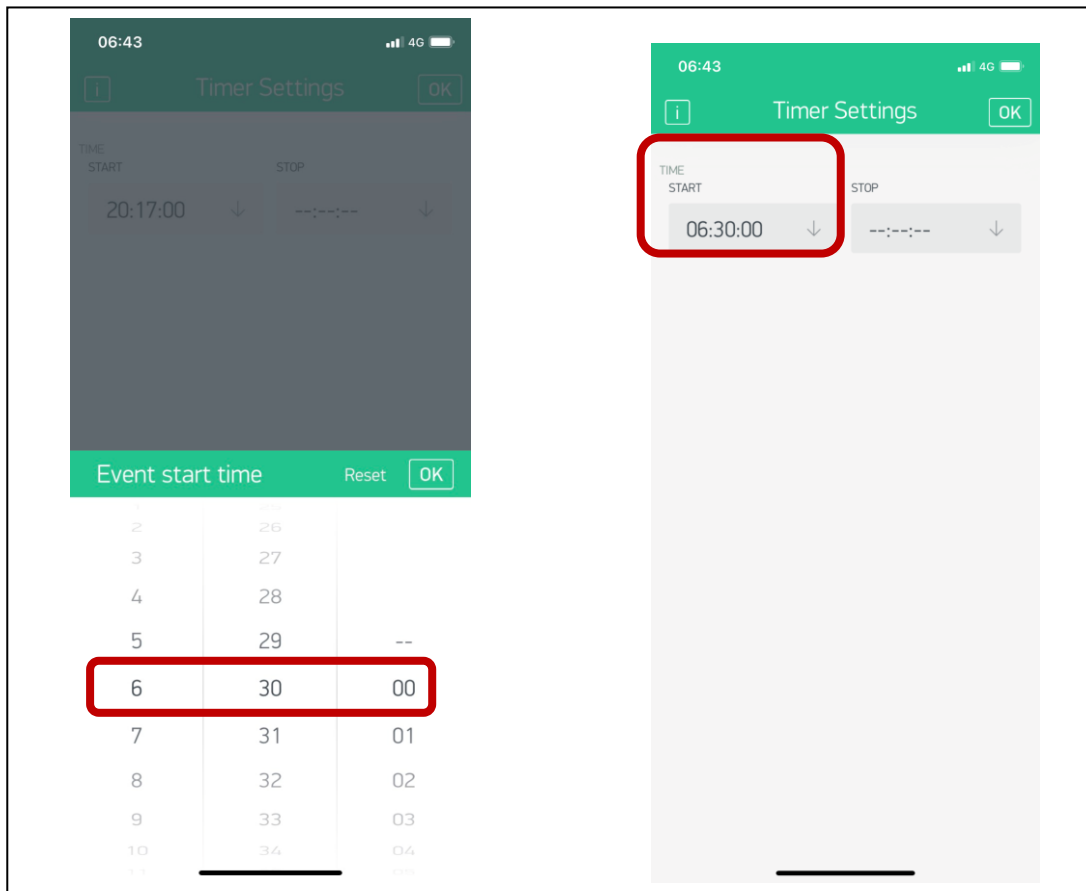 06:43 4G
i Timer Settings OK
TIME
START STOP
20:17:00 --:--:--
Event start time Reset OK
2 26
3 27
4 28
5 29 --
6 30 00
7 31 01
8 32 02
9 33 03
10 34 04
06:43 4G
i Timer Settings OK
TIME
START STOP
06:30:00 --:--:--